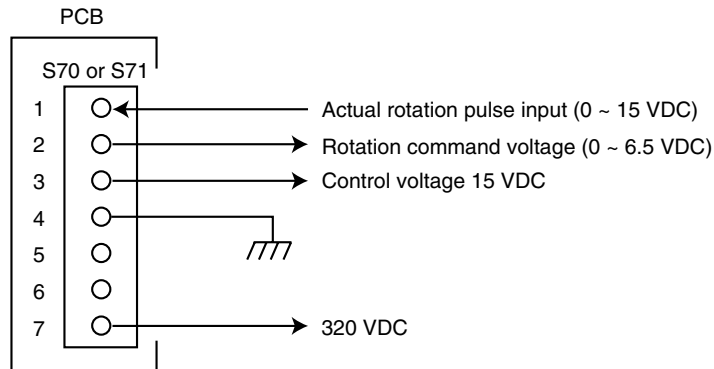 PCB
S70 or S71
1 Actual rotation pulse input (0 ~ 15 VDC)
2 Rotation command voltage (0 ~ 6.5 VDC)
3 Control voltage 15 VDC
4
5
6
7 320 VDC